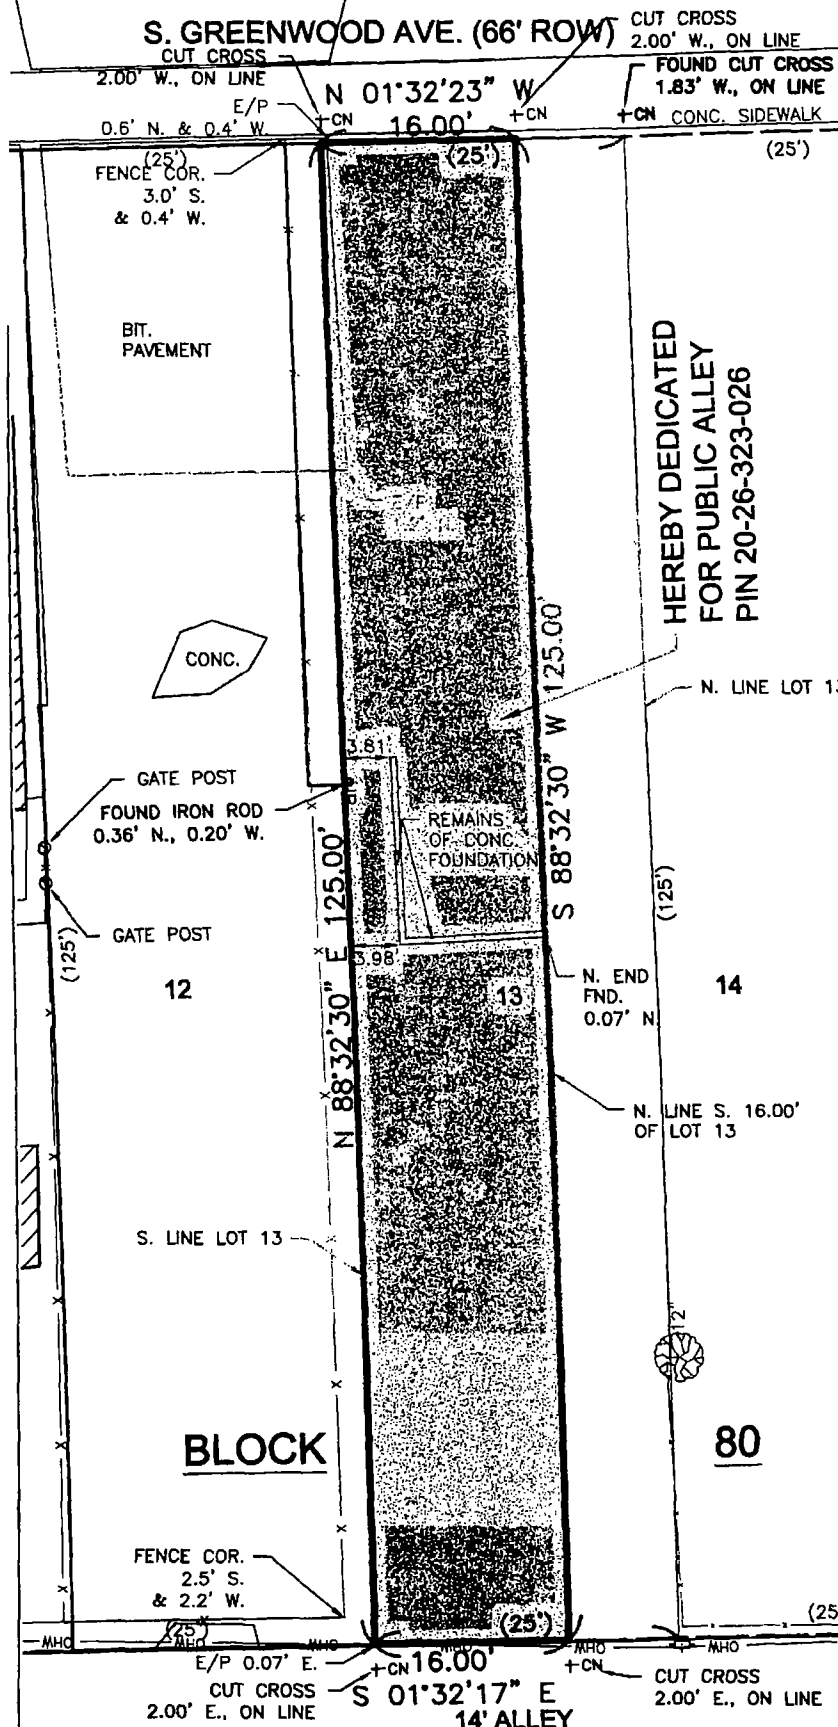 S. GREENWOOD AVE. (66' ROW)
CUT CROSS
2.00' W., ON LINE
CUT CROSS
2.00' W., ON LINE
FOUND CUT CROSS
1.83' W., ON LINE
N 01°32'23" W
16.00'
+CN
+CN
+CN
CONC. SIDEWALK
E/P
0.6' N. & 0.4' W.
(25')
(25')
(25')
FENCE COR.
3.0' S.
& 0.4' W.
BIT.
PAVEMENT
HEREBY DEDICATED
FOR PUBLIC ALLEY
PIN 20-26-323-026
CONC.
S 88°32'30" W 125.00'
N. LINE LOT 13
3.81'
GATE POST
FOUND IRON ROD
0.36' N., 0.20' W.
REMAINS
OF CONC.
FOUNDATION
N 88°32'30" E 125.00'
GATE POST
(125')
(125')
3.98'
12
13
14
N. END
FND.
0.07' N
N. LINE S. 16.00'
OF LOT 13
S. LINE LOT 13
12"
BLOCK
80
FENCE COR.
2.5' S.
& 2.2' W.
(25')
(25')
(25
MHO
MHO
MHO
MHO
MHO
MHO
E/P 0.07' E.
+CN
16.00'
+CN
CUT CROSS
2.00' E., ON LINE
S 01°32'17" E
14' ALLEY
CUT CROSS
2.00' E., ON LINE